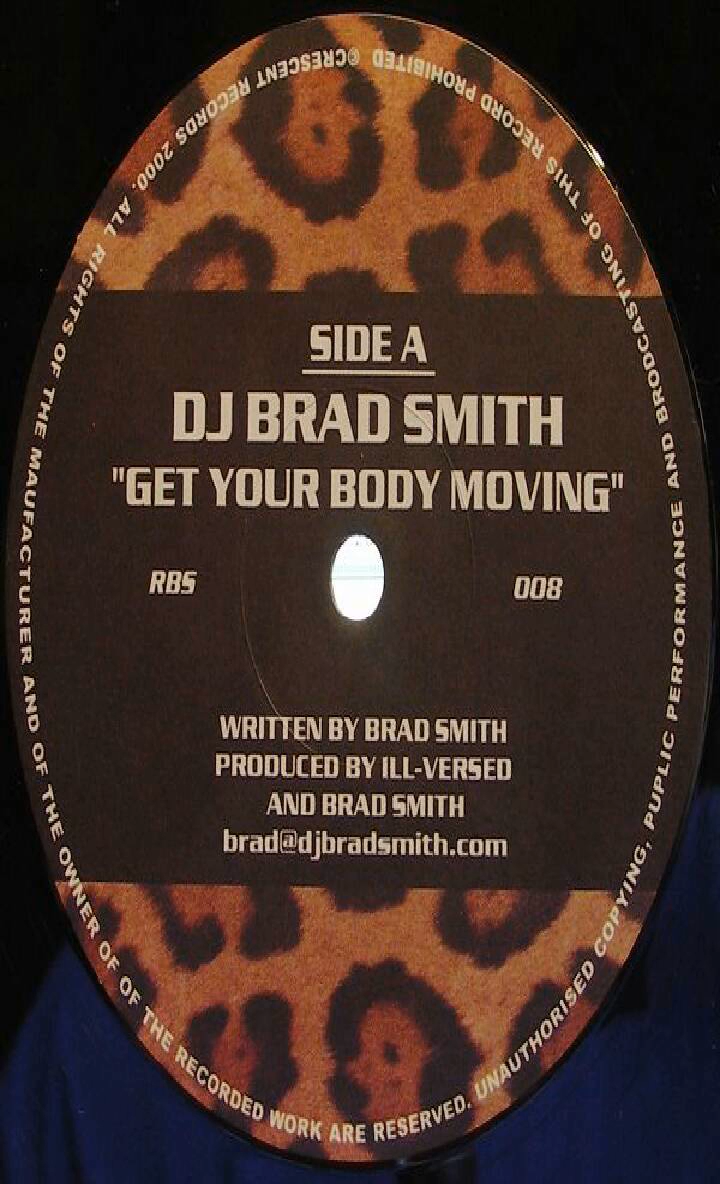 SIDE A
DJ BRAD SMITH
"GET YOUR BODY MOVING"
RBS 008
WRITTEN BY BRAD SMITH
PRODUCED BY ILL-VERSED
AND BRAD SMITH
brad@djbradsmith.com
©CRESCENT RECORDS 2000. ALL RIGHTS OF THE MAUFACTURER AND OF THE OWNER OF OF THE RECORDED WORK ARE RESERVED. UNAUTHORISED COPYING, PUPLIC PERFORMANCE AND BRODCASTING OF THIS RECORD PROHIBITED